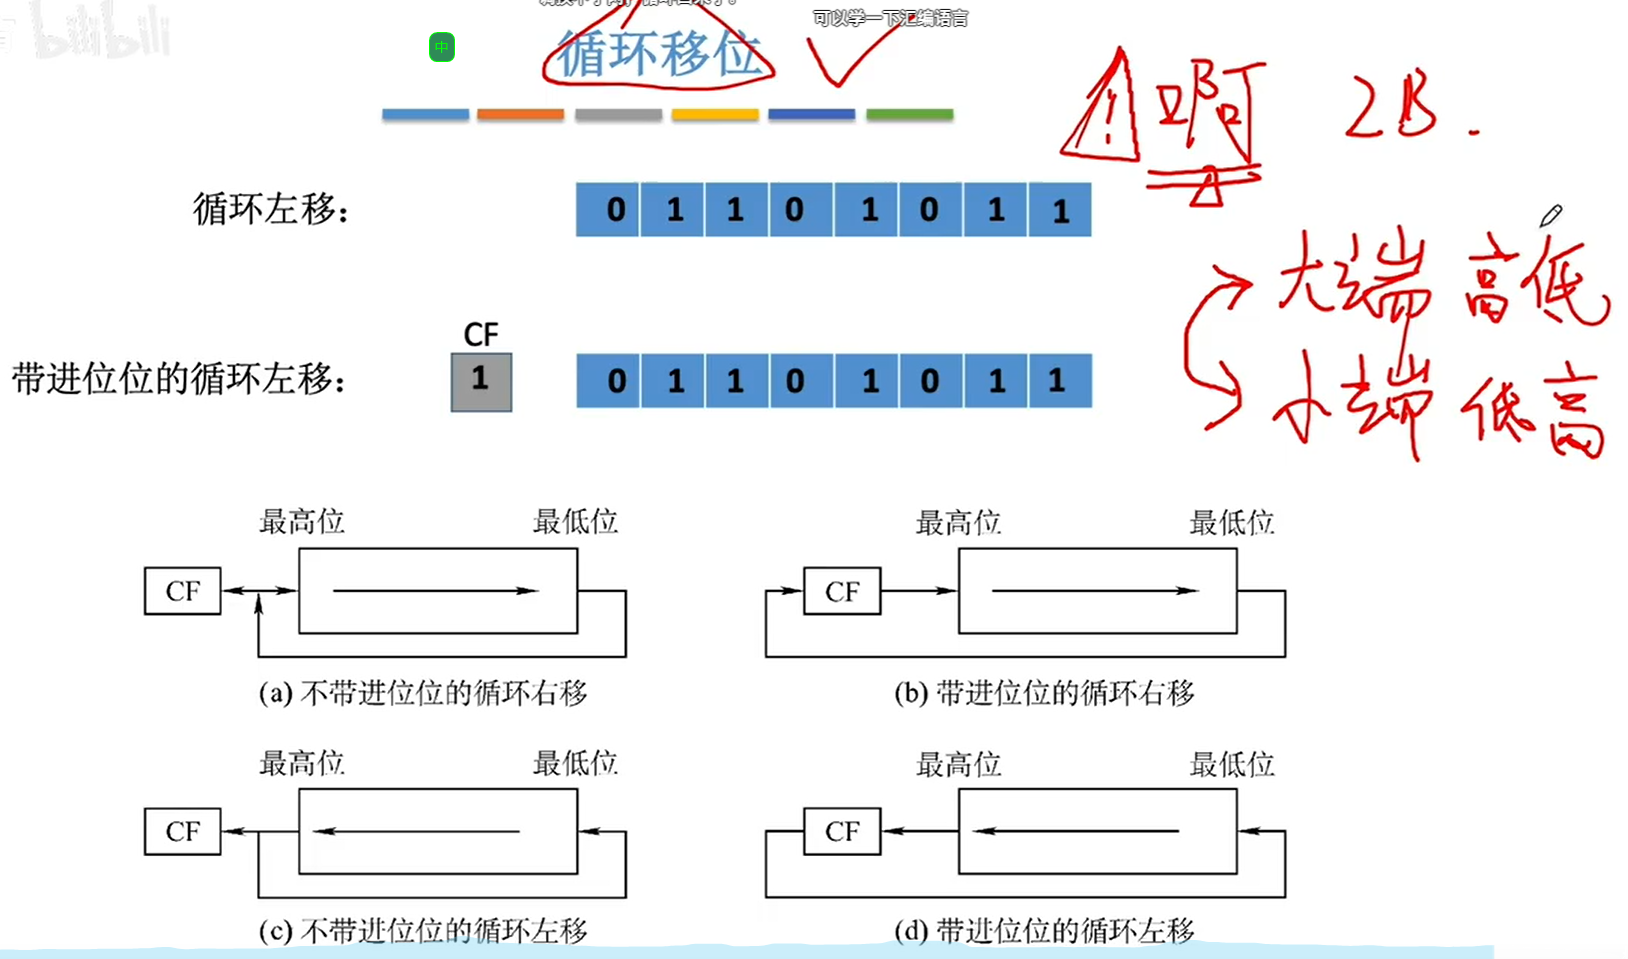 bilibili
可以学一下汇编语言
中
循环移位
啊
2B.
循环左移：
0 1 1 0 1 0 1 1
大端 高低
CF
带进位位的循环左移：
1
0 1 1 0 1 0 1 1
小端 低高
最高位 最低位
CF
(a) 不带进位位的循环右移
最高位 最低位
CF
(b) 带进位位的循环右移
最高位 最低位
CF
(c) 不带进位位的循环左移
最高位 最低位
CF
(d) 带进位位的循环左移